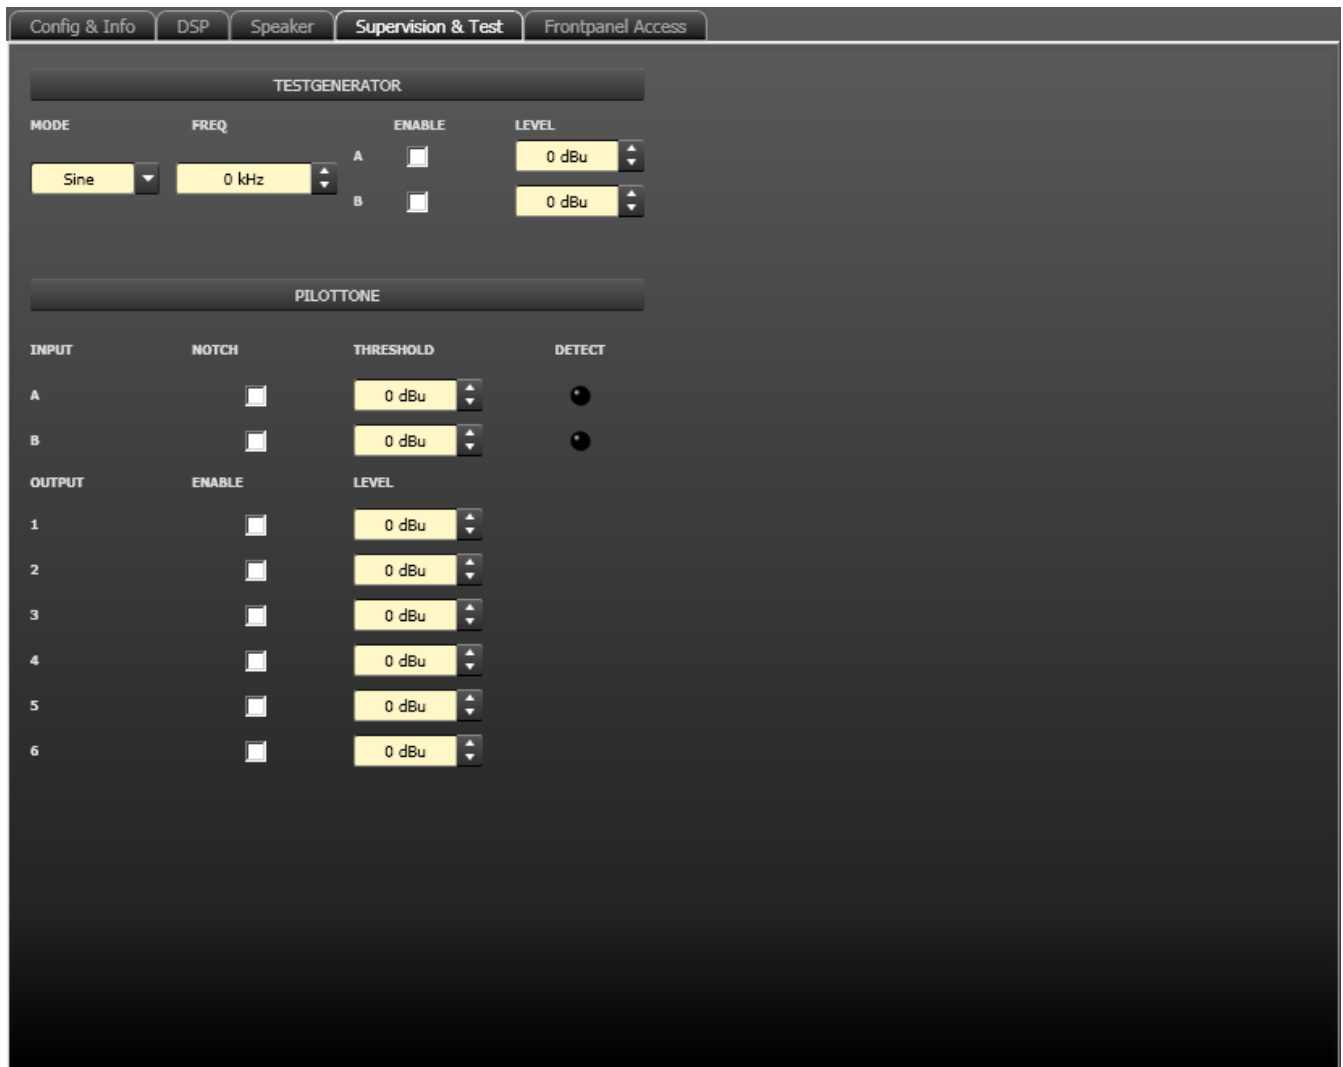 Config & Info DSP Speaker Supervision & Test Frontpanel Access
TESTGENERATOR
MODE FREQ ENABLE LEVEL
A 0 dBu
Sine 0 kHz
B 0 dBu
PILOTTONE
INPUT NOTCH THRESHOLD DETECT
A 0 dBu
B 0 dBu
OUTPUT ENABLE LEVEL
1 0 dBu
2 0 dBu
3 0 dBu
4 0 dBu
5 0 dBu
6 0 dBu